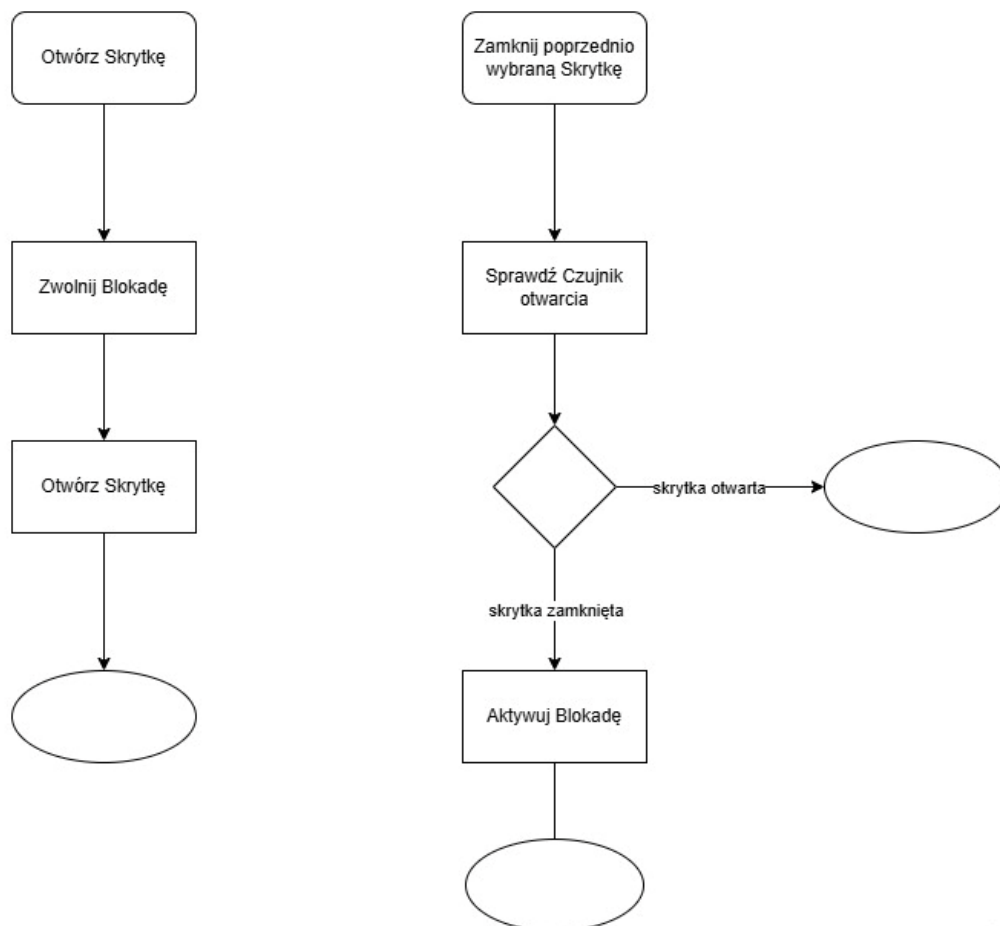 Otwórz Skrytkę
Zwolnij Blokadę
Otwórz Skrytkę
Zamknij poprzednio
wybraną Skrytkę
Sprawdź Czujnik
otwarcia
skrytka otwarta
skrytka zamknięta
Aktywuj Blokadę